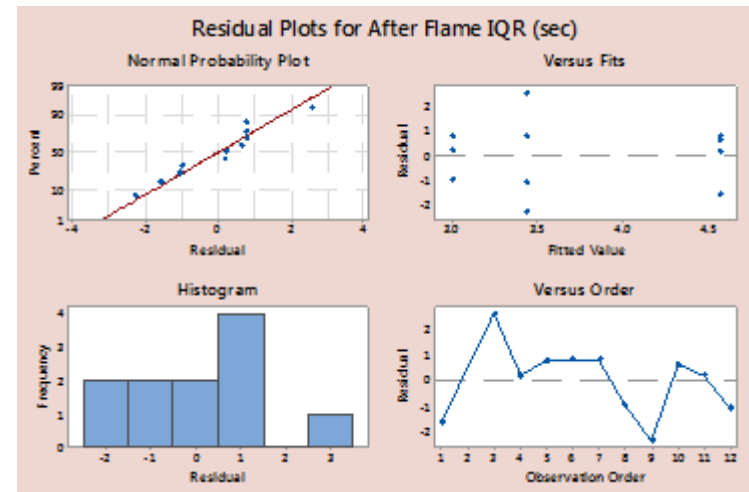 Residual Plots for After Flame IQR (sec)
Normal Probability Plot
99
90
50
10
1
Percent
-4 -2 0 2 4
Residual
Versus Fits
2
1
0
-1
-2
Residual
3.0 3.5 4.0 4.5
Fitted Value
Histogram
4
3
2
1
0
Frequency
-2 -1 0 1 2 3
Residual
Versus Order
2
1
0
-1
-2
Residual
1 2 3 4 5 6 7 8 9 10 11 12
Observation Order